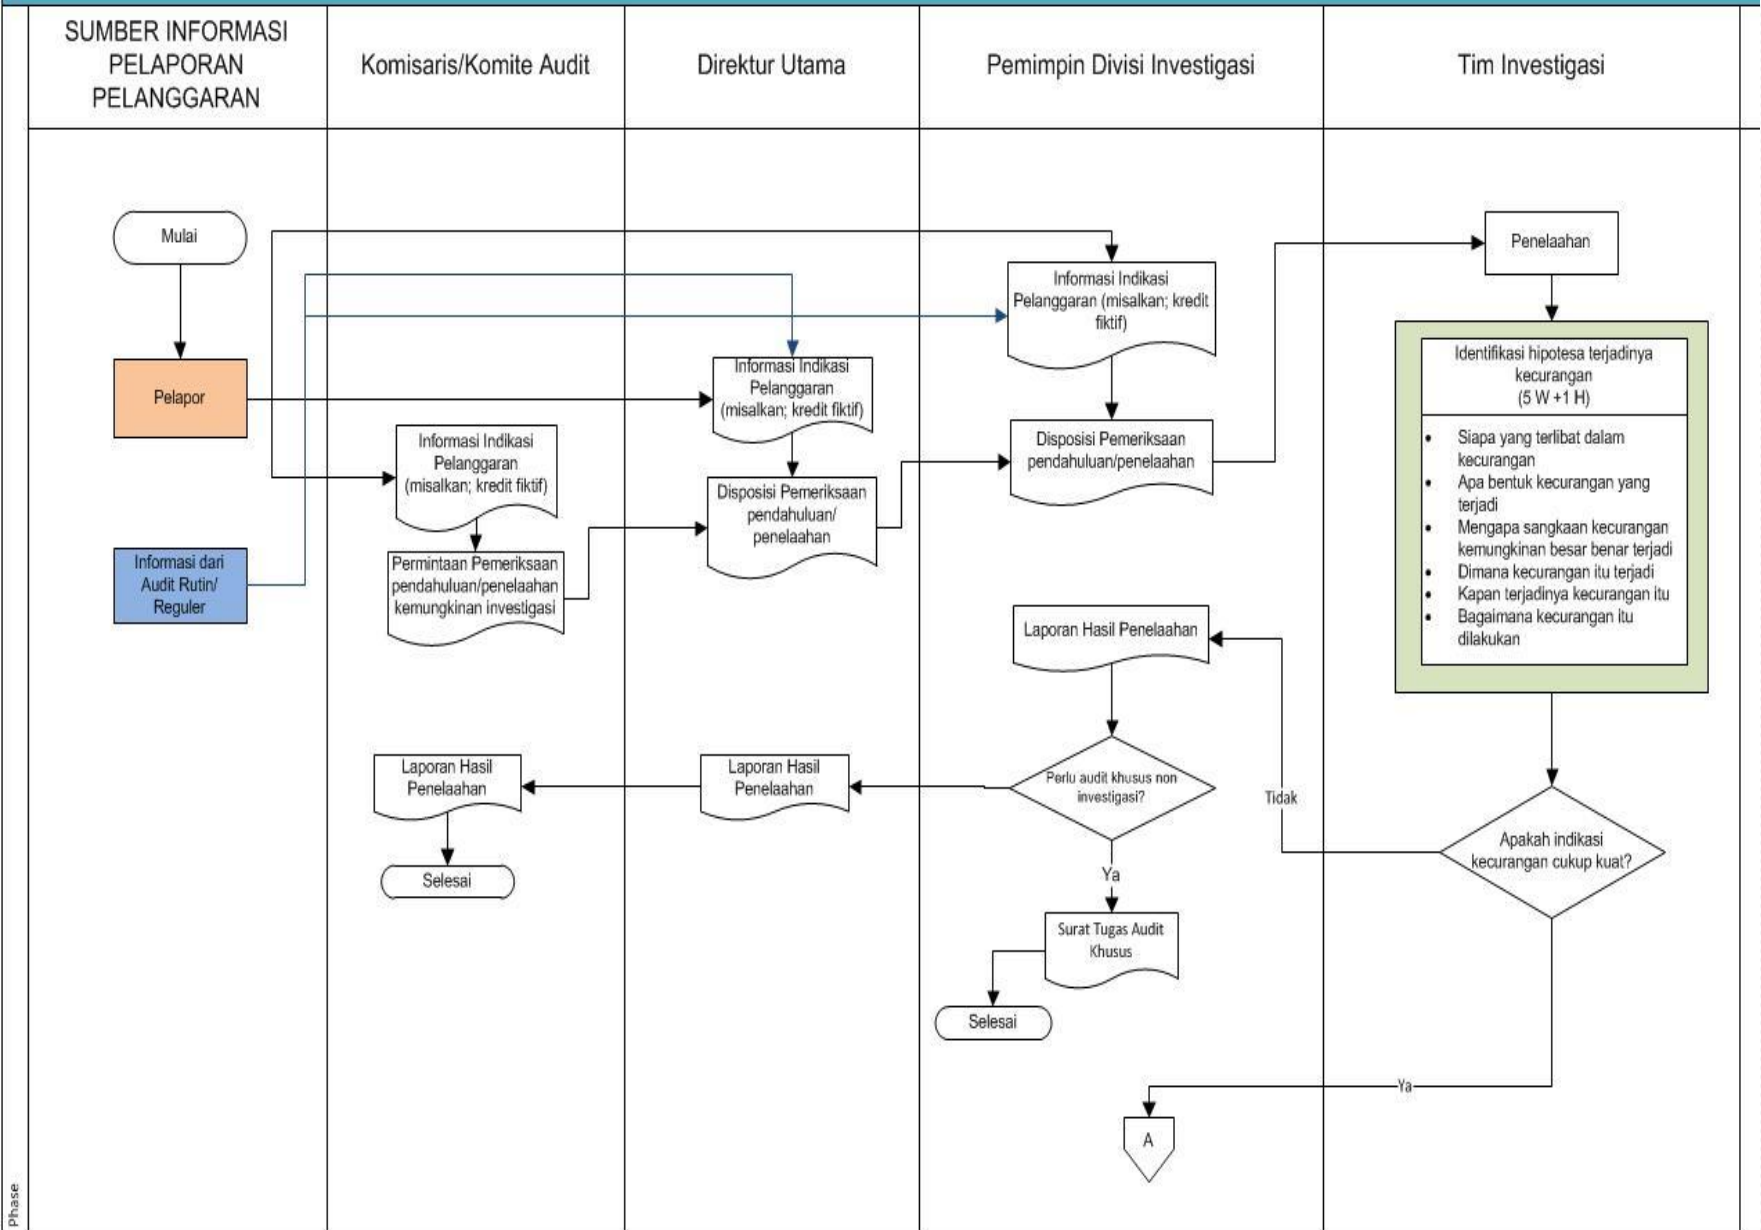 SUMBER INFORMASI
PELAPORAN
PELANGGARAN
Komisaris/Komite Audit
Direktur Utama
Pemimpin Divisi Investigasi
Tim Investigasi
Mulai
Pelapor
Informasi dari
Audit Rutin/
Reguler
Informasi Indikasi
Pelanggaran
(misalkan; kredit fiktif)
Permintaan Pemeriksaan
pendahuluan/penelaahan
kemungkinan investigasi
Laporan Hasil
Penelaahan
Selesai
Informasi Indikasi
Pelanggaran
(misalkan; kredit fiktif)
Disposisi Pemeriksaan
pendahuluan/
penelaahan
Laporan Hasil
Penelaahan
Informasi Indikasi
Pelanggaran (misalkan; kredit
fiktif)
Disposisi Pemeriksaan
pendahuluan/penelaahan
Laporan Hasil Penelaahan
Perlu audit khusus non
investigasi?
Ya
Surat Tugas Audit
Khusus
Selesai
A
Penelaahan
Identifikasi hipotesa terjadinya
kecurangan
(5 W +1 H)
• Siapa yang terlibat dalam
kecurangan
• Apa bentuk kecurangan yang
terjadi
• Mengapa sangkaan kecurangan
kemungkinan besar benar terjadi
• Dimana kecurangan itu terjadi
• Kapan terjadinya kecurangan itu
• Bagaimana kecurangan itu
dilakukan
Apakah indikasi
kecurangan cukup kuat?
Tidak
Ya
Phase